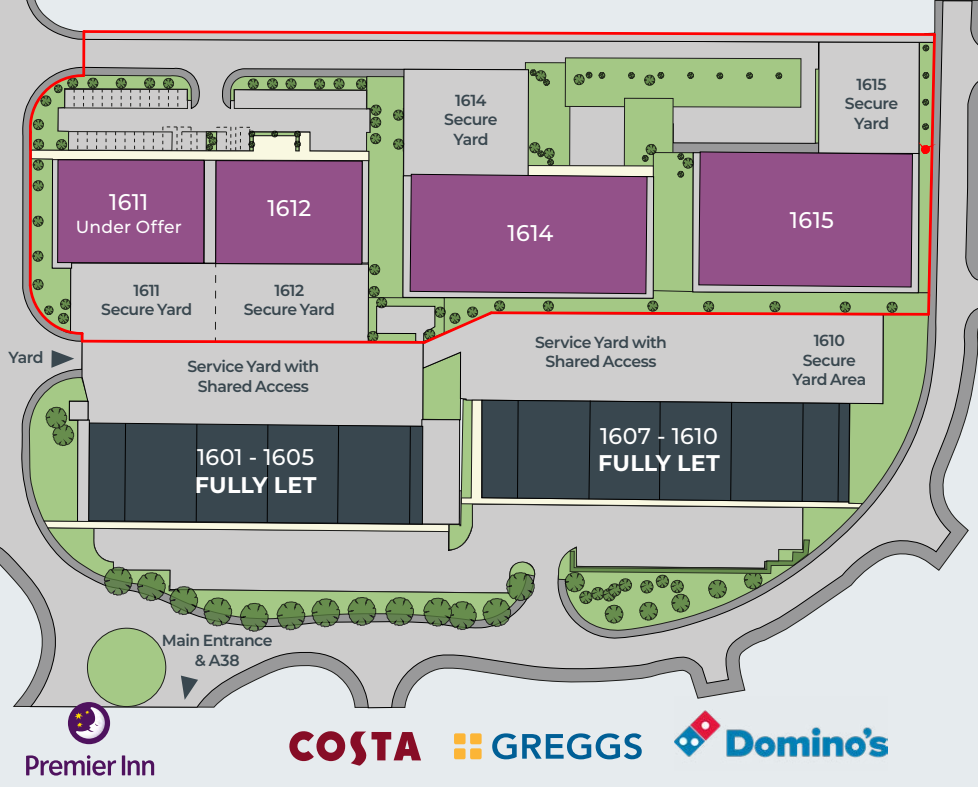 1614
Secure
Yard
1615
Secure
Yard
1611
Under Offer
1612
1614
1615
1611
Secure Yard
1612
Secure Yard
Yard
Service Yard with
Shared Access
Service Yard with
Shared Access
1610
Secure
Yard Area
1601 - 1605
FULLY LET
1607 - 1610
FULLY LET
Main Entrance
& A38
Premier Inn
COSTA
GREGGS
Domino's